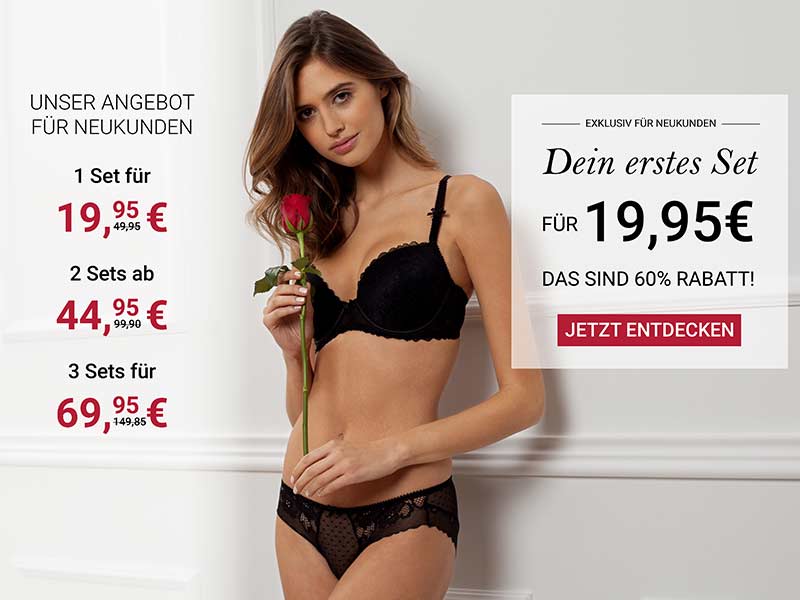 UNSER ANGEBOT
FÜR NEUKUNDEN
1 Set für
19,95 €
49,95
2 Sets ab
44,95 €
99,90
3 Sets für
69,95 €
149,85
EXKLUSIV FÜR NEUKUNDEN
Dein erstes Set
FÜR 19,95€
DAS SIND 60% RABATT!
JETZT ENTDECKEN